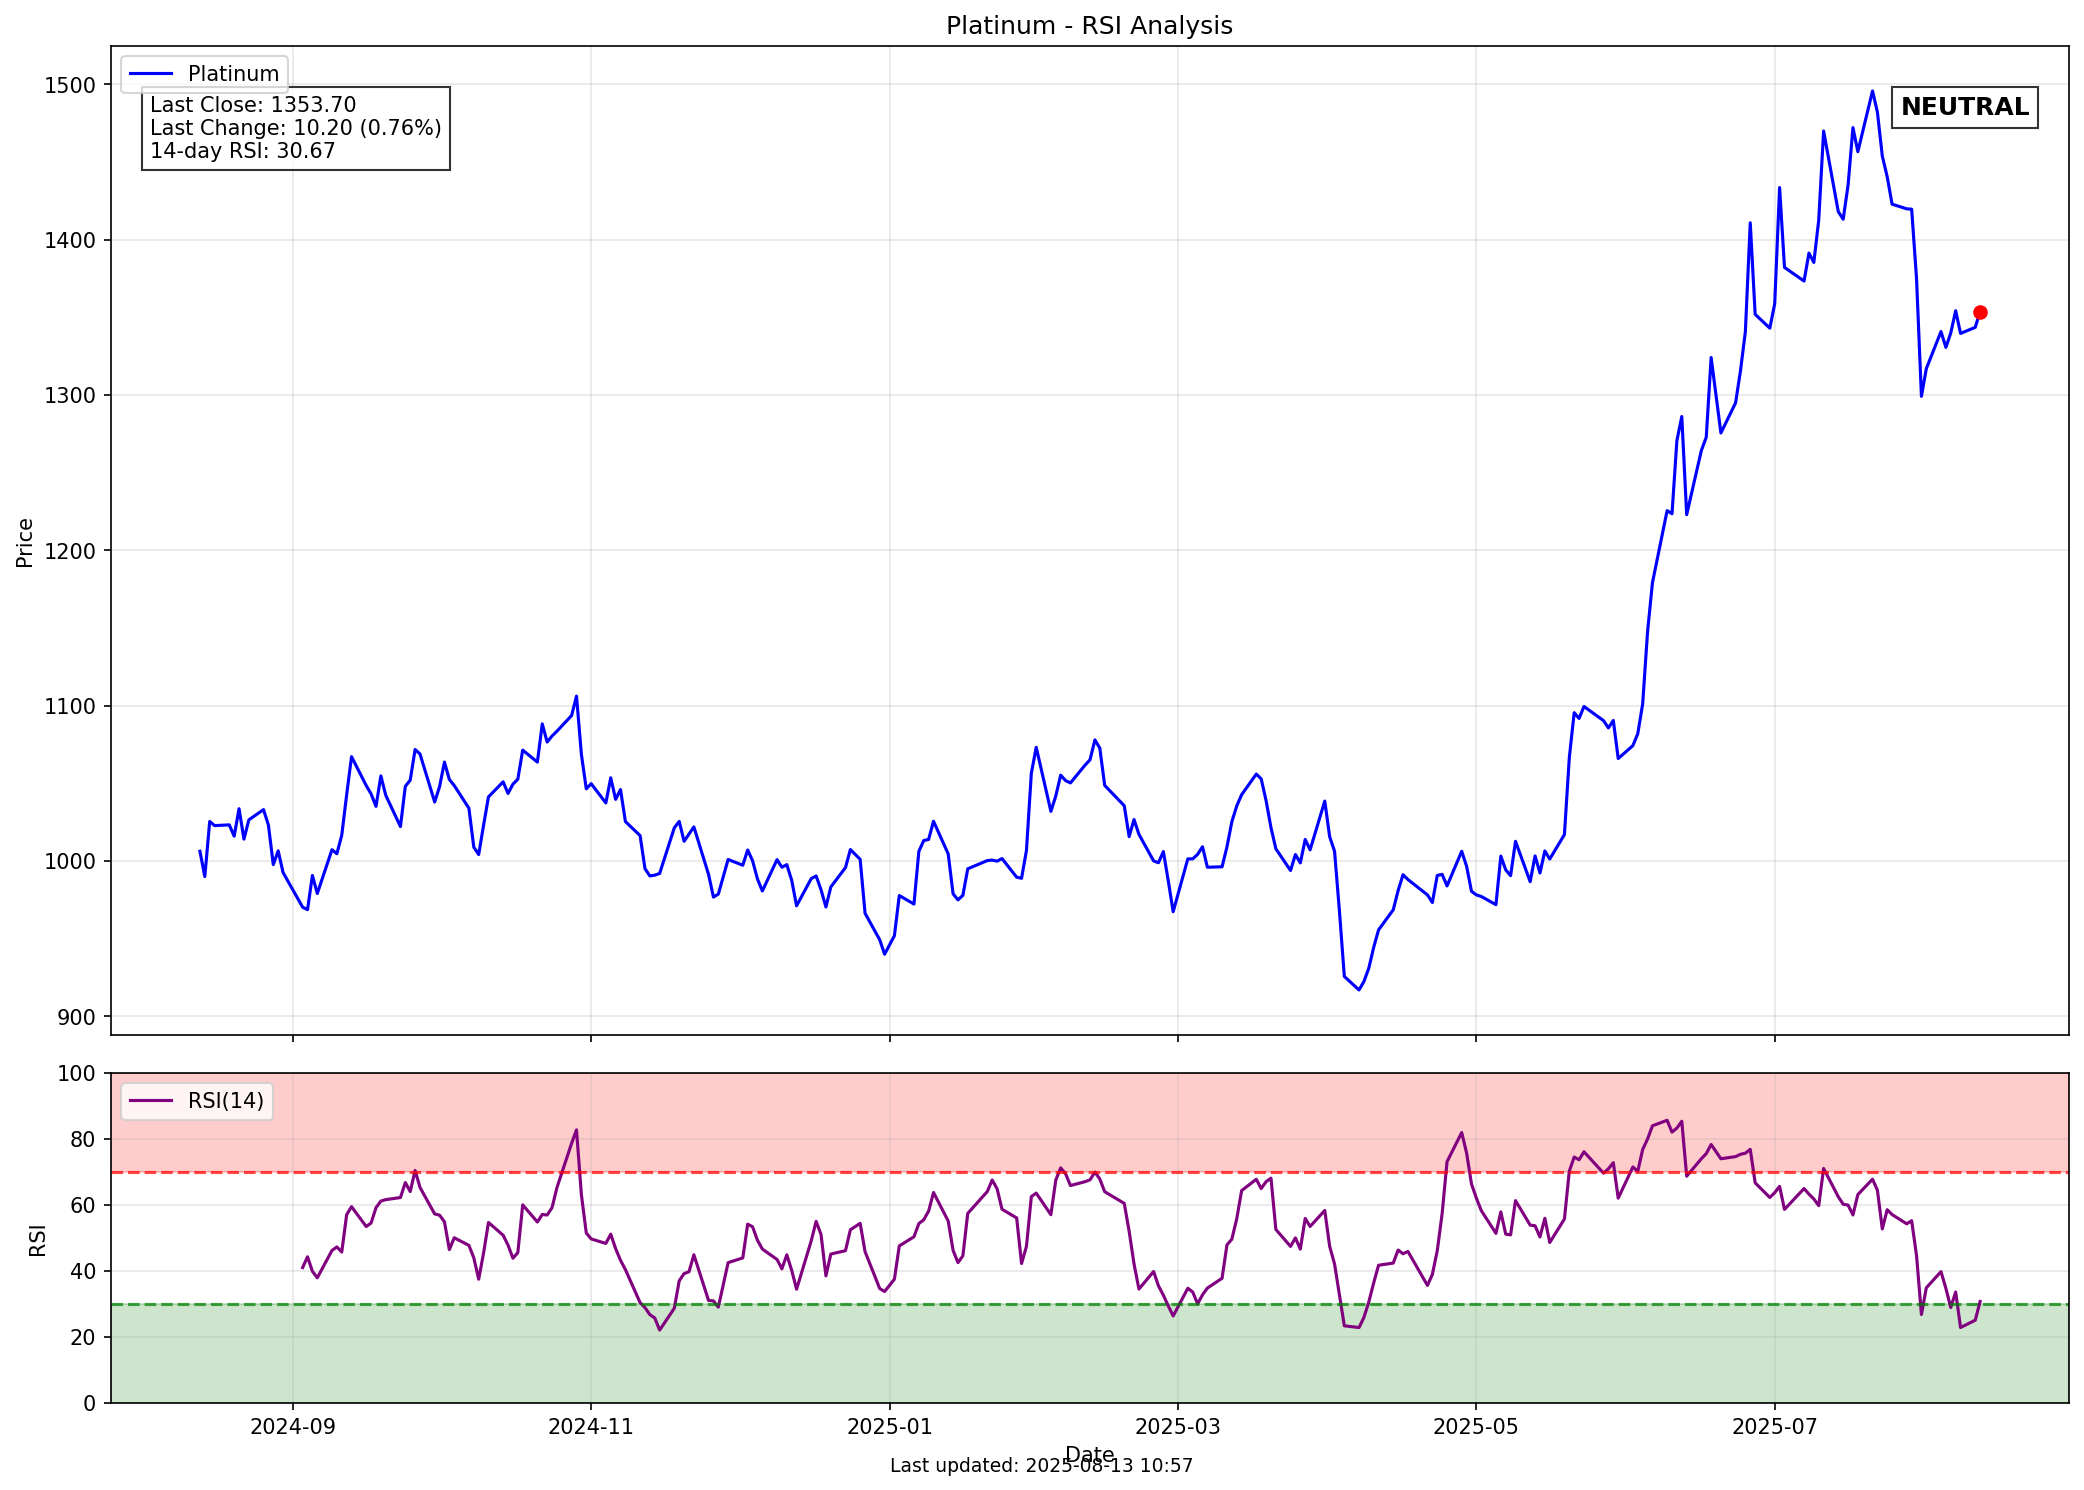 Platinum - RSI Analysis
Platinum
Last Close: 1353.70
Last Change: 10.20 (0.76%)
14-day RSI: 30.67
NEUTRAL
1500
1400
1300
1200
1100
1000
900
Price
RSI(14)
100
80
60
40
20
0
RSI
2024-09
2024-11
2025-01
2025-03
2025-05
2025-07
Date
Last updated: 2025-08-13 10:57